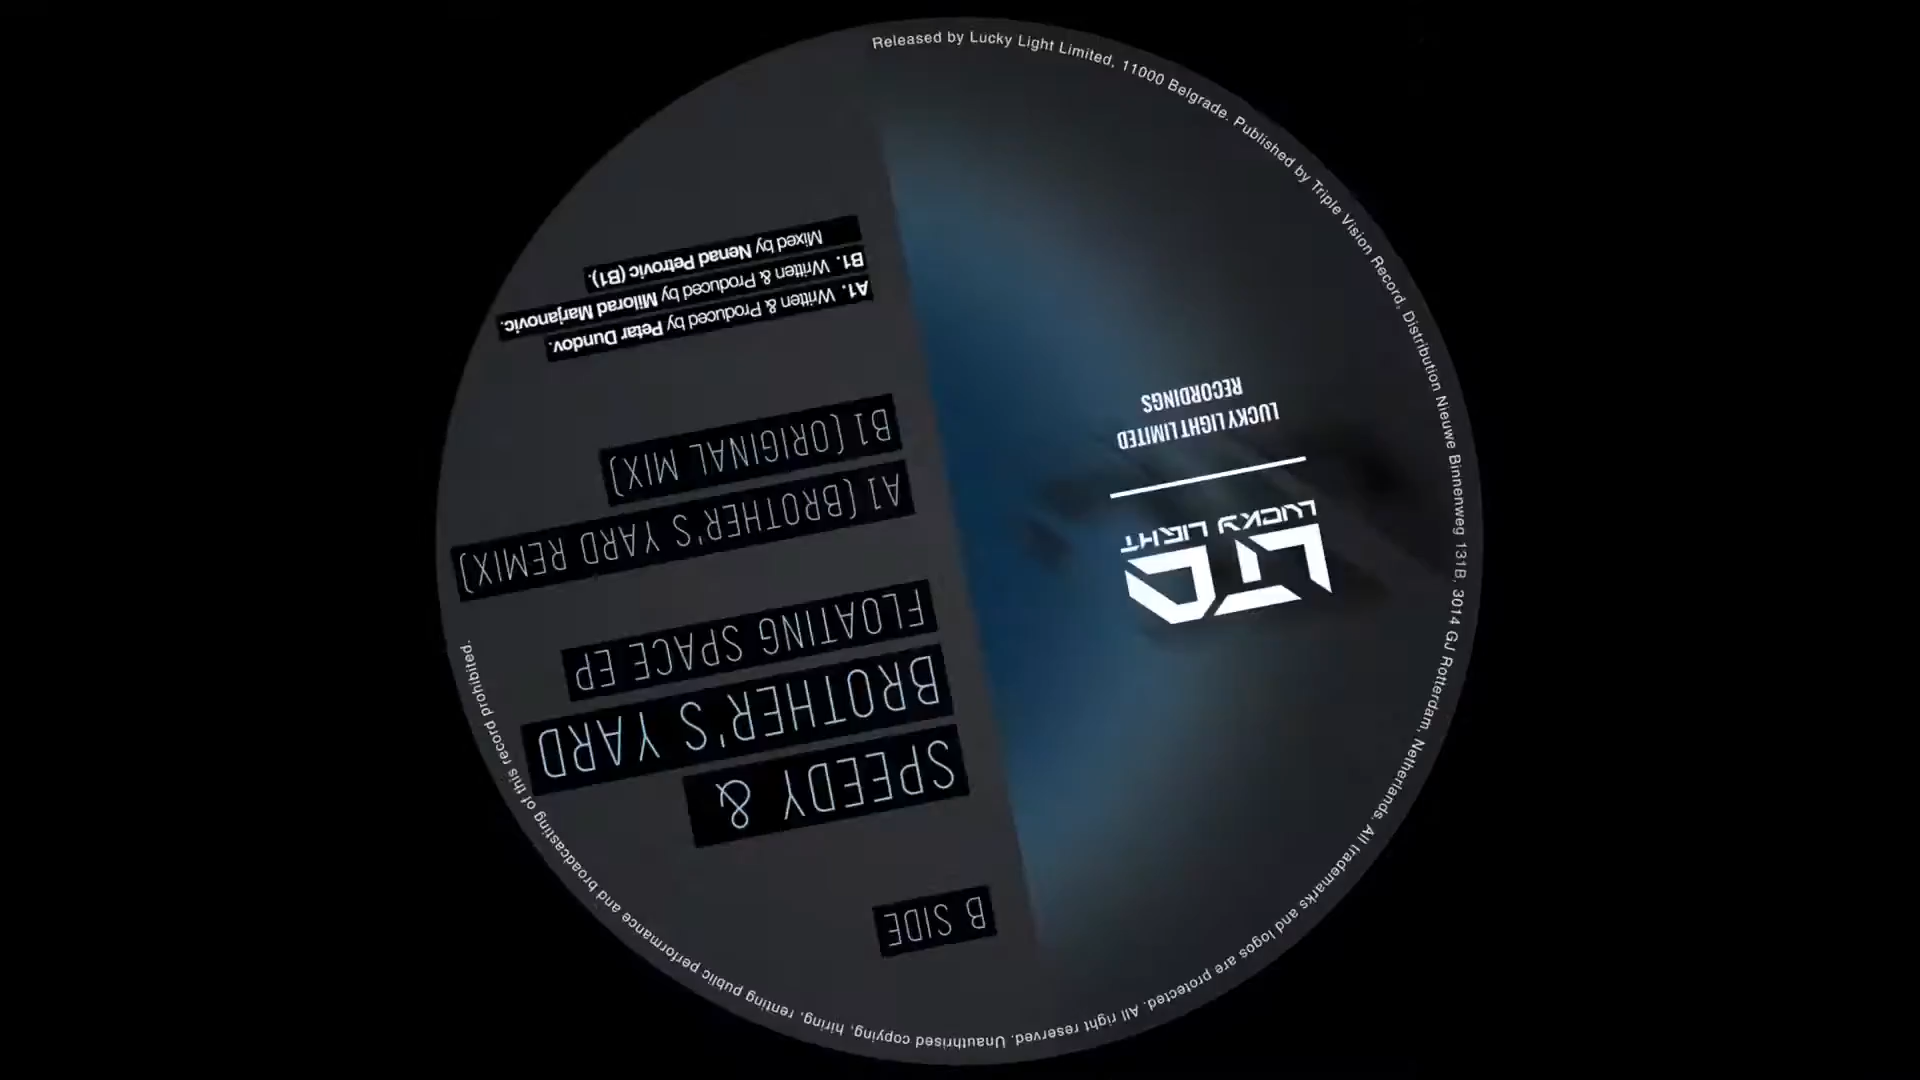 B SIDE
SPEEDY &
BROTHER'S YARD
FLOATING SPACE EP
A1 (BROTHER'S YARD REMIX)
B1 (ORIGINAL MIX)
A1. Written & Produced by Petar Dundov.
B1. Written & Produced by Milorad Marjanovic.
Mixed by Nenad Petrovic (B1).
LTD
LUCKY LIGHT
LUCKY LIGHT LIMITED
RECORDINGS
Released by Lucky Light Limited, 11000 Belgrade. Published by Triple Vision Record, Distribution Nieuwe Binnenweg 131B, 3014 GJ Rotterdam, Netherlands. All trademarks and logos are protected. All right reserved. Unauthrised copying, hiring, renting public performance and broadcasting of this record prohibited.